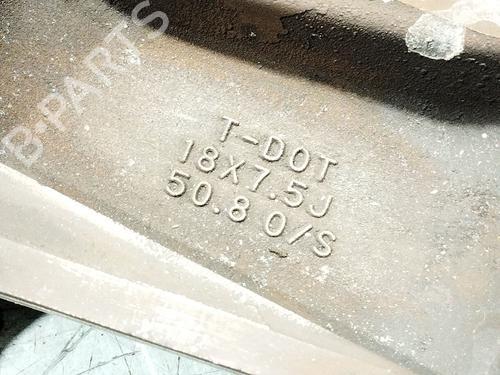 B-PARTS
T-DOT
18X7.5J
50.8 O/S